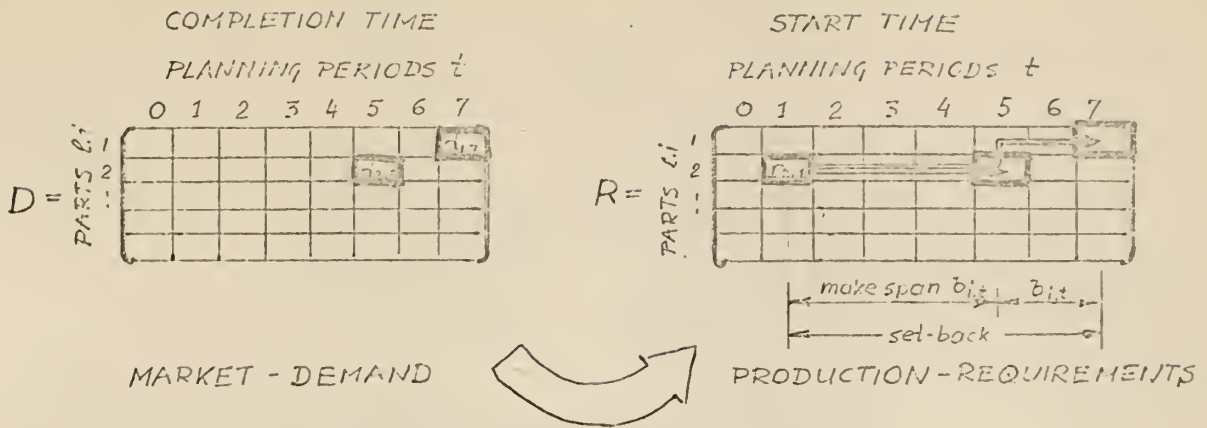 COMPLETION TIME
PLANNING PERIODS t
0 1 2 3 4 5 6 7
D =
PARTS l.i
1
2
..
MARKET - DEMAND
START TIME
PLANNING PERIODS t
0 1 2 3 4 5 6 7
R =
PARTS l.i
1
2
..
make span b i,t
b i,t
set-back
PRODUCTION - REQUIREMENTS